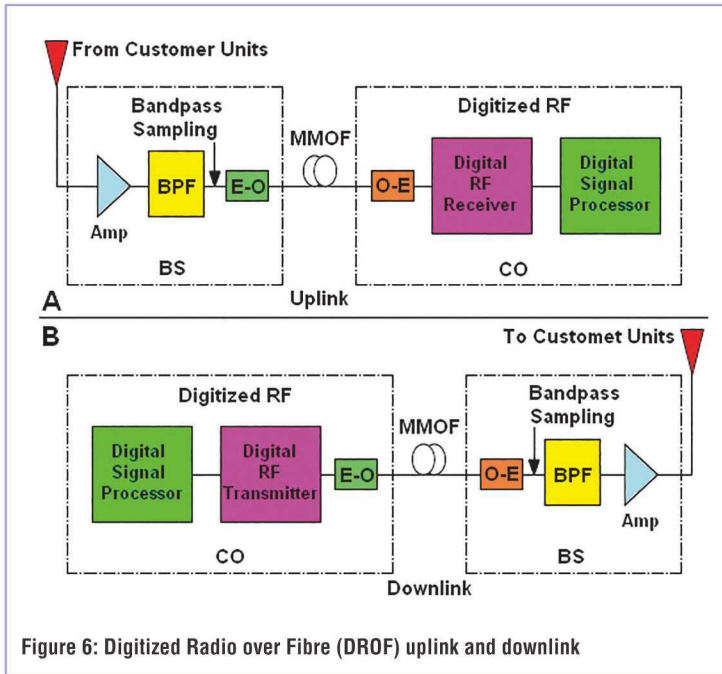 From Customer Units
Bandpass
Sampling
MMOF
Digitized RF
BPF
E-O
O-E
Digital
RF
Receiver
Digital
Signal
Processor
Amp
BS
CO
A
Uplink
B
To Customet Units
Digitized RF
MMOF
Bandpass
Sampling
Digital
Signal
Processor
Digital
RF
Transmitter
E-O
O-E
BPF
Amp
CO
BS
Downlink
Figure 6: Digitized Radio over Fibre (DROF) uplink and downlink